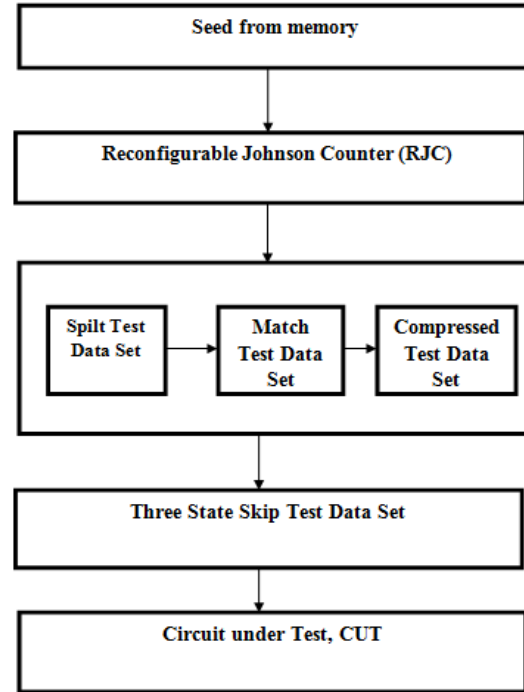 Seed from memory
Reconfigurable Johnson Counter (RJC)
Spilt Test
Data Set
Match
Test Data
Set
Compressed
Test Data
Set
Three State Skip Test Data Set
Circuit under Test, CUT